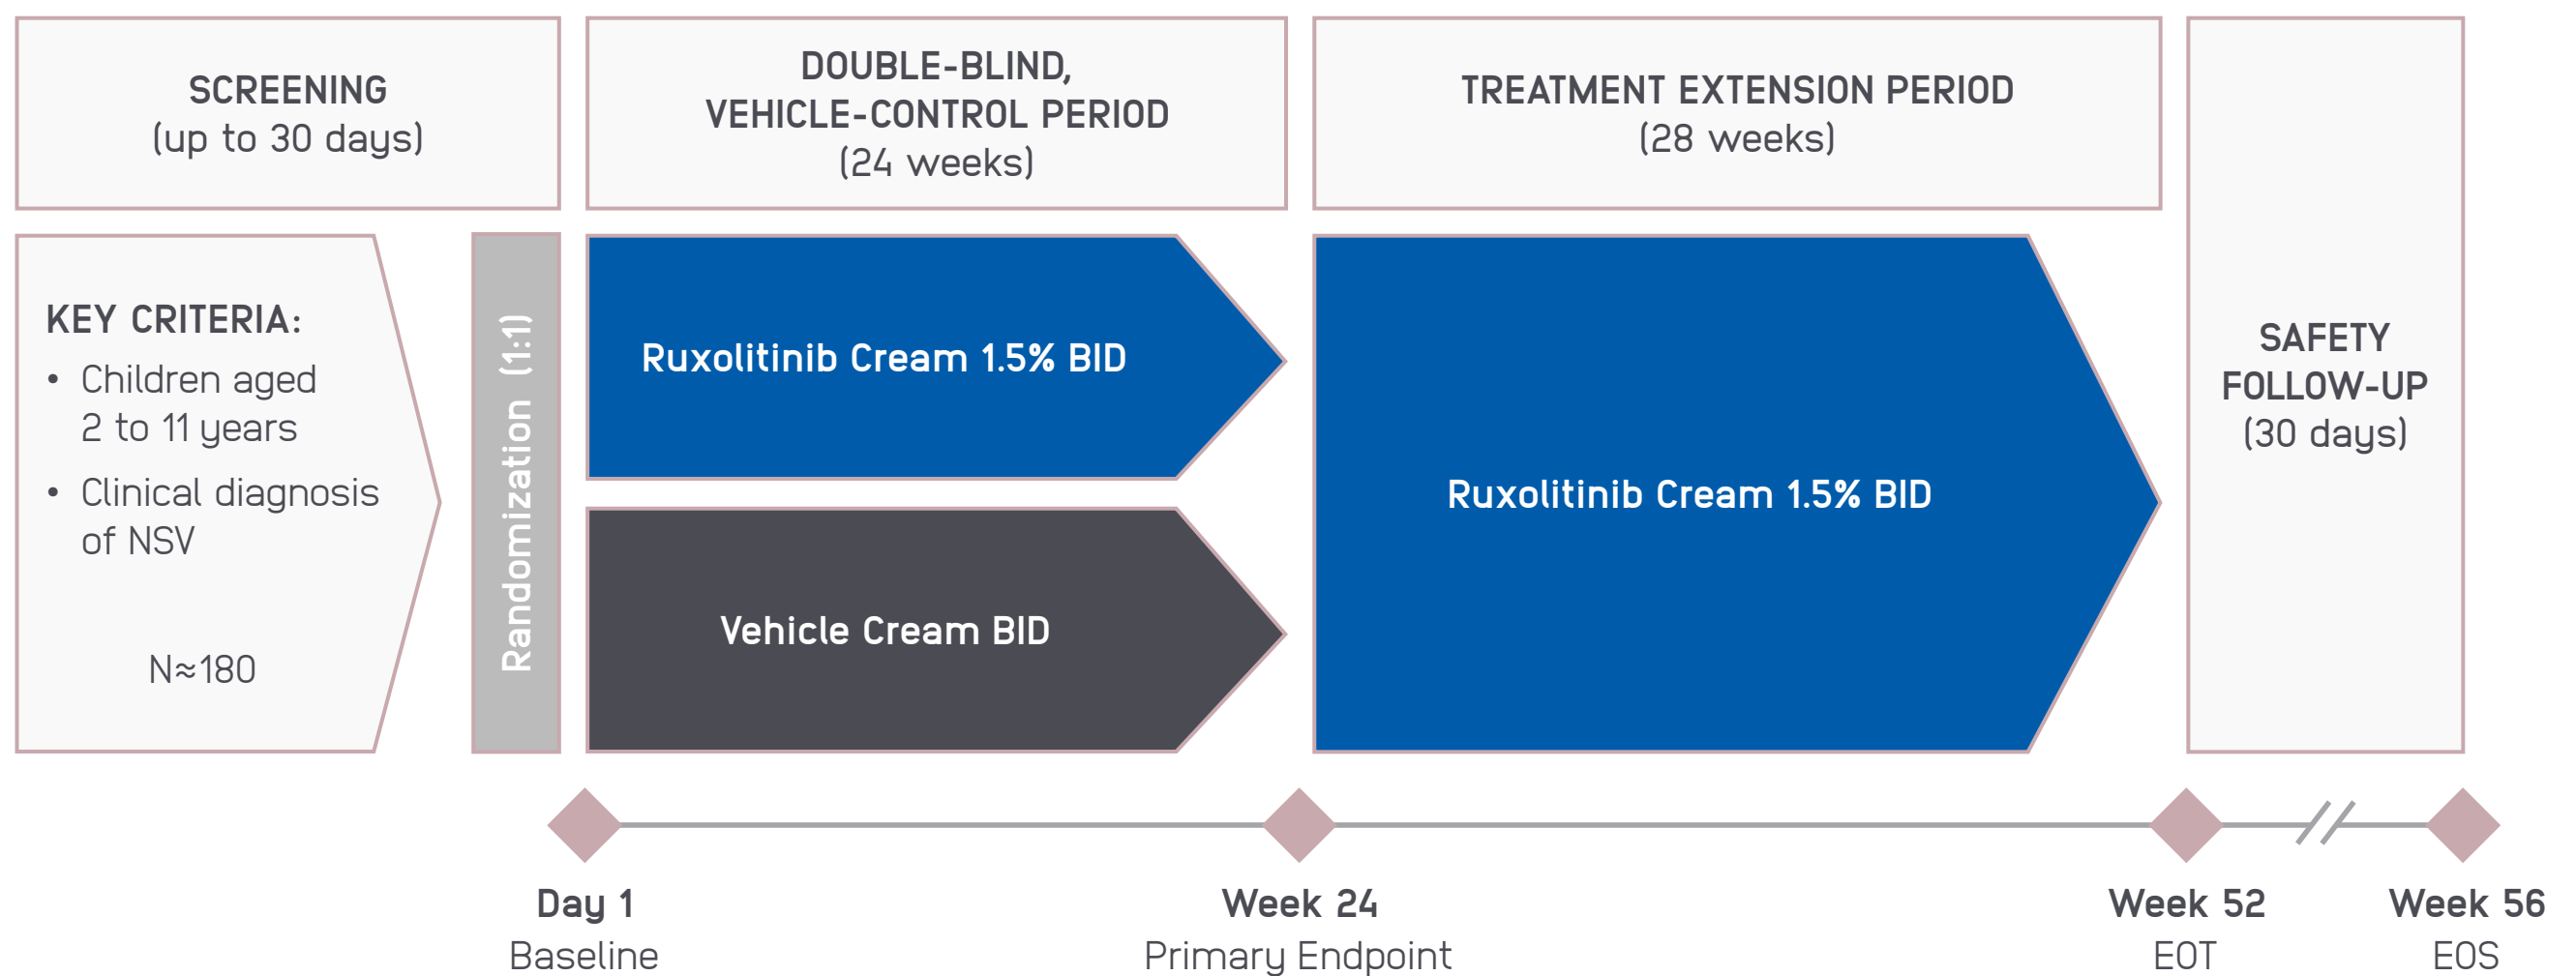 SCREENING
(up to 30 days)
DOUBLE-BLIND,
VEHICLE-CONTROL PERIOD
(24 weeks)
TREATMENT EXTENSION PERIOD
(28 weeks)
KEY CRITERIA:
• Children aged
2 to 11 years
• Clinical diagnosis
of NSV
N≈180
Randomization (1:1)
Ruxolitinib Cream 1.5% BID
Vehicle Cream BID
Ruxolitinib Cream 1.5% BID
SAFETY
FOLLOW-UP
(30 days)
Day 1
Baseline
Week 24
Primary Endpoint
Week 52
EOT
Week 56
EOS